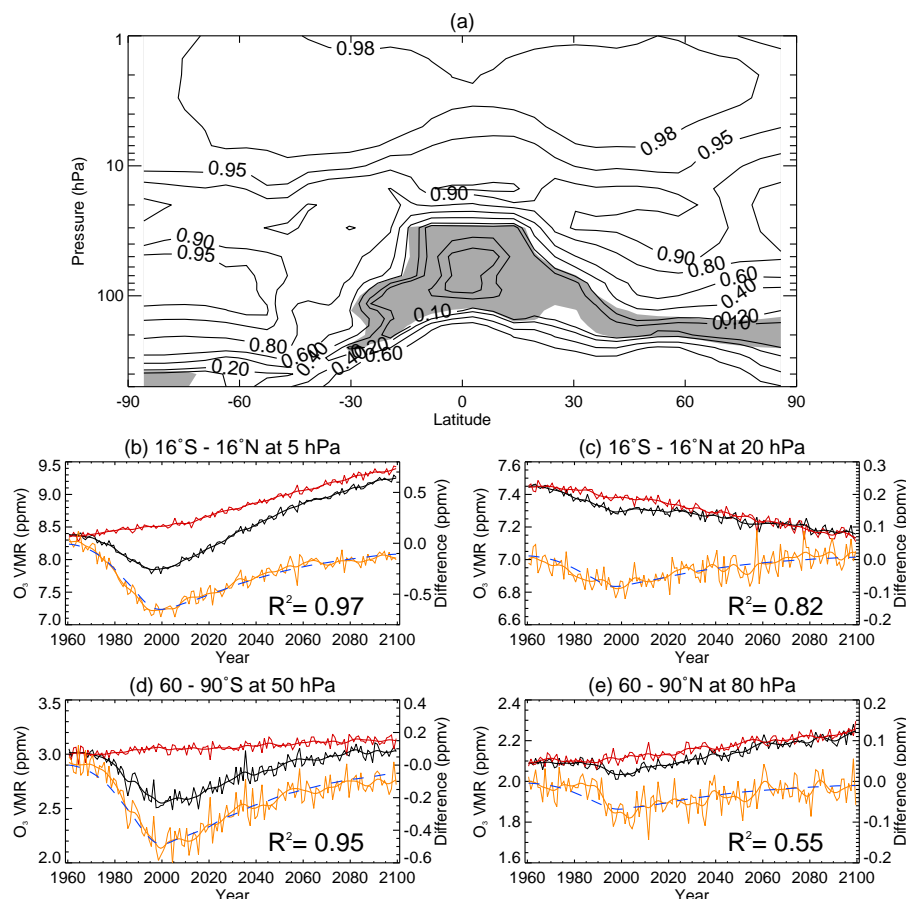 (a)
1
10
100
Pressure (hPa)
-90 -60 -30 0 30 60 90
Latitude
0.98
0.98
0.95
0.95
0.90
0.90
0.95
0.90
0.80
0.60
0.40
0.20
0.10
0.10
0.80
0.60
0.40
0.40
0.20
0.60
0.20
(b) 16°S - 16°N at 5 hPa
9.5
9.0
8.5
8.0
7.5
7.0
O₃ VMR (ppmv)
0.5
0.0
-0.5
Difference (ppmv)
R²= 0.97
1960 1980 2000 2020 2040 2060 2080 2100
Year
(c) 16°S - 16°N at 20 hPa
7.6
7.4
7.2
7.0
6.8
6.6
O₃ VMR (ppmv)
0.3
0.2
0.1
0.0
-0.1
-0.2
Difference (ppmv)
R²= 0.82
1960 1980 2000 2020 2040 2060 2080 2100
Year
(d) 60 - 90°S at 50 hPa
3.5
3.0
2.5
2.0
O₃ VMR (ppmv)
0.4
0.2
-0.0
-0.2
-0.4
-0.6
Difference (ppmv)
R²= 0.95
1960 1980 2000 2020 2040 2060 2080 2100
Year
(e) 60 - 90°N at 80 hPa
2.4
2.2
2.0
1.8
1.6
O₃ VMR (ppmv)
0.2
0.1
-0.0
-0.1
-0.2
Difference (ppmv)
R²= 0.55
1960 1980 2000 2020 2040 2060 2080 2100
Year